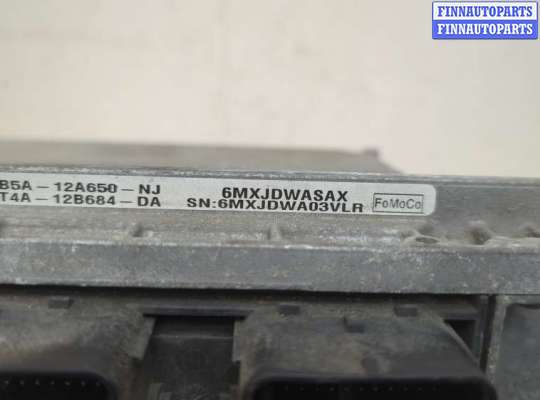 FINNAUTOPARTS
FINNAUTOPARTS
B5A - 12A650 - NJ 6MXJDWASAX
T4A - 12B684 - DA SN:6MXJDWA03VLR FoMoCo